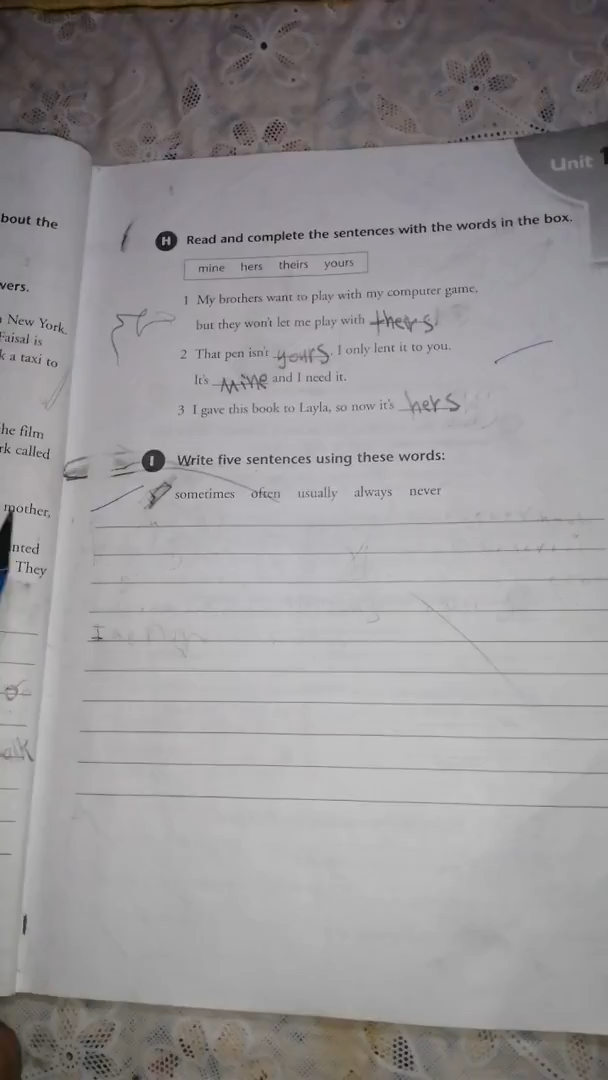 Unit 1
bout the
vers.
New York.
Faisal is
k a taxi to
he film
rk called
mother,
nted
They
H Read and complete the sentences with the words in the box.
mine hers theirs yours
1 My brothers want to play with my computer game,
but they won't let me play with thers
2 That pen isn't yours. I only lent it to you.
It's mine and I need it.
3 I gave this book to Layla, so now it's hers
I Write five sentences using these words:
sometimes often usually always never
I
alk